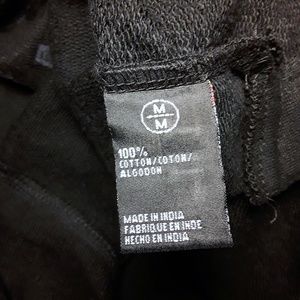 M
M
100%
COTTON/COTON/
ALGODON
MADE IN INDIA
FABRIQUE EN INDE
HECHO EN INDIA